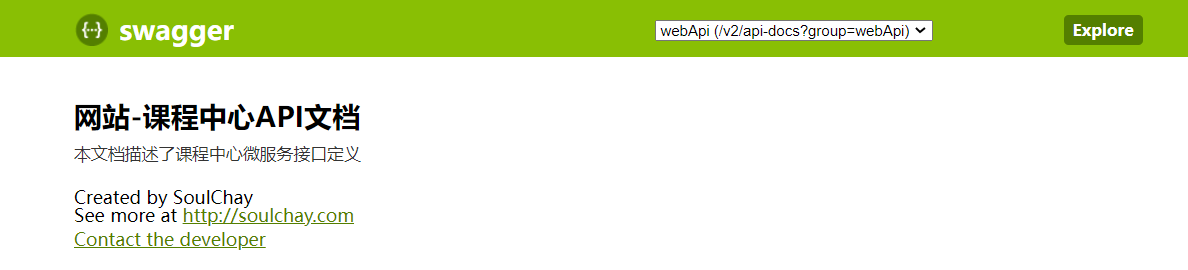 {··} swagger
webApi (/v2/api-docs?group=webApi)
Explore
网站-课程中心API文档
本文档描述了课程中心微服务接口定义
Created by SoulChay
See more at http://soulchay.com
Contact the developer